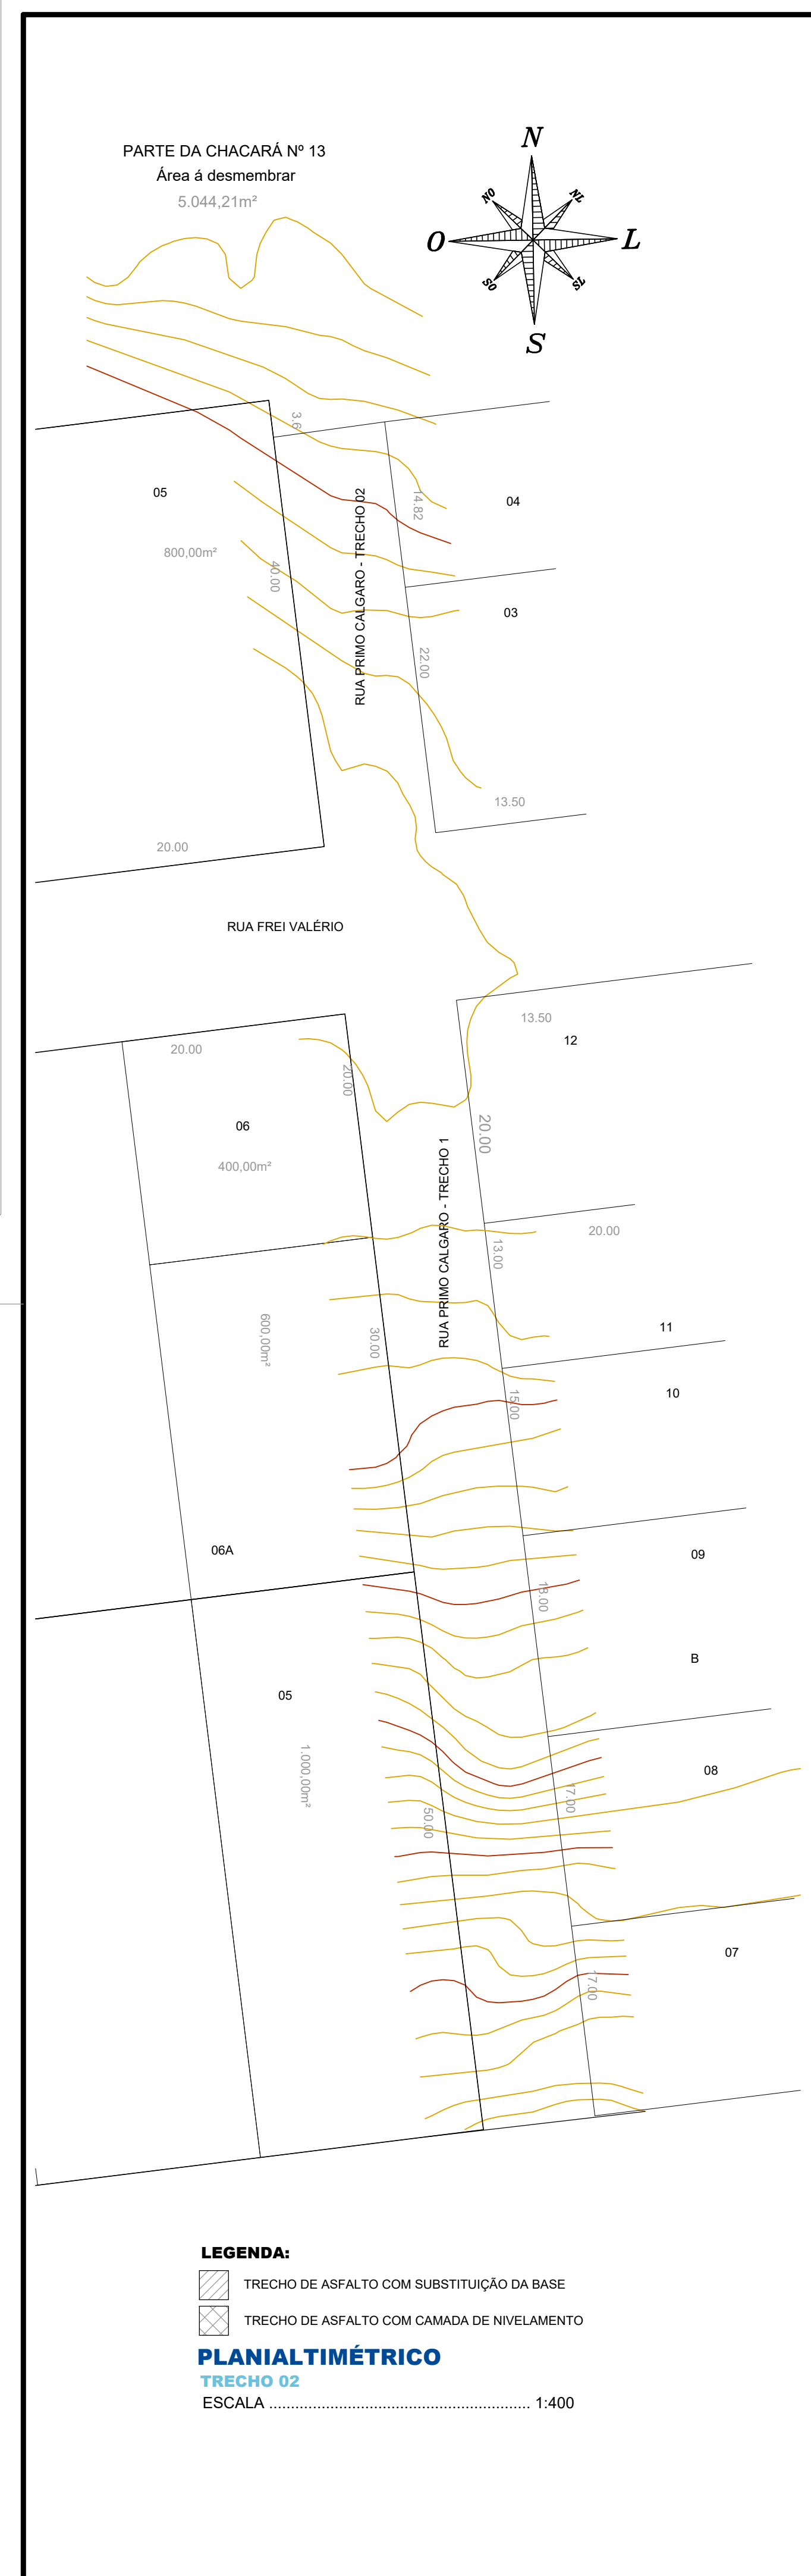 PARTE DA CHACARÁ Nº 13
Área á desmembrar
5.044,21m²
N
NO
NL
O
L
SO
SL
S
3.6
05
RUA PRIMO CALGARO - TRECHO 02
14.82
04
800,00m²
40.00
03
22.00
13.50
20.00
RUA FREI VALÉRIO
13.50
12
20.00
20.00
06
400,00m²
20.00
RUA PRIMO CALGARO - TRECHO 1
20.00
13.00
600,00m²
30.00
11
10
15.00
06A
09
18.00
B
05
1.000,00m²
08
17.00
50.00
07
17.00
LEGENDA:
TRECHO DE ASFALTO COM SUBSTITUIÇÃO DA BASE
TRECHO DE ASFALTO COM CAMADA DE NIVELAMENTO
PLANIALTIMÉTRICO
TRECHO 02
ESCALA .......................................................... 1:400